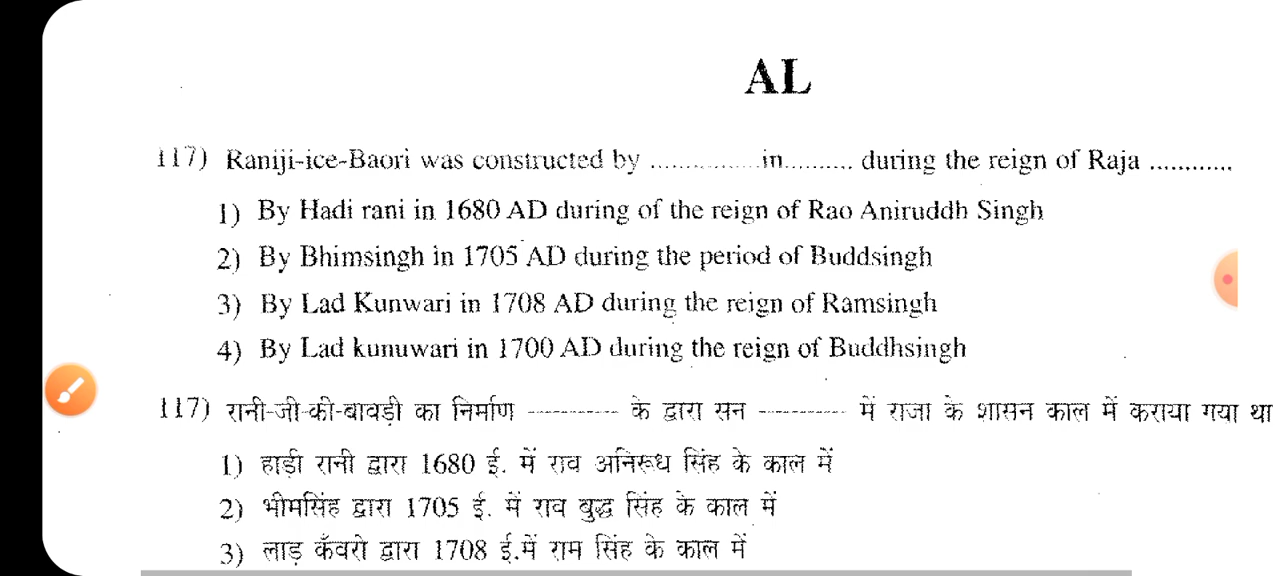 AL
117) Raniji-ice-Baori was constructed by ...............in.......... during the reign of Raja ............
1) By Hadi rani in 1680 AD during of the reign of Rao Aniruddh Singh
2) By Bhimsingh in 1705 AD during the period of Buddsingh
3) By Lad Kunwari in 1708 AD during the reign of Ramsingh
4) By Lad kunuwari in 1700 AD during the reign of Buddhsingh
117) रानी-जी-की-बावड़ी का निर्माण ----------- के द्वारा सन ----------- में राजा के शासन काल में कराया गया था
1) हाड़ी रानी द्वारा 1680 ई. में राव अनिरूध सिंह के काल में
2) भीमसिंह द्वारा 1705 ई. में राव बुद्ध सिंह के काल में
3) लाड़ कँवरो द्वारा 1708 ई.में राम सिंह के काल में